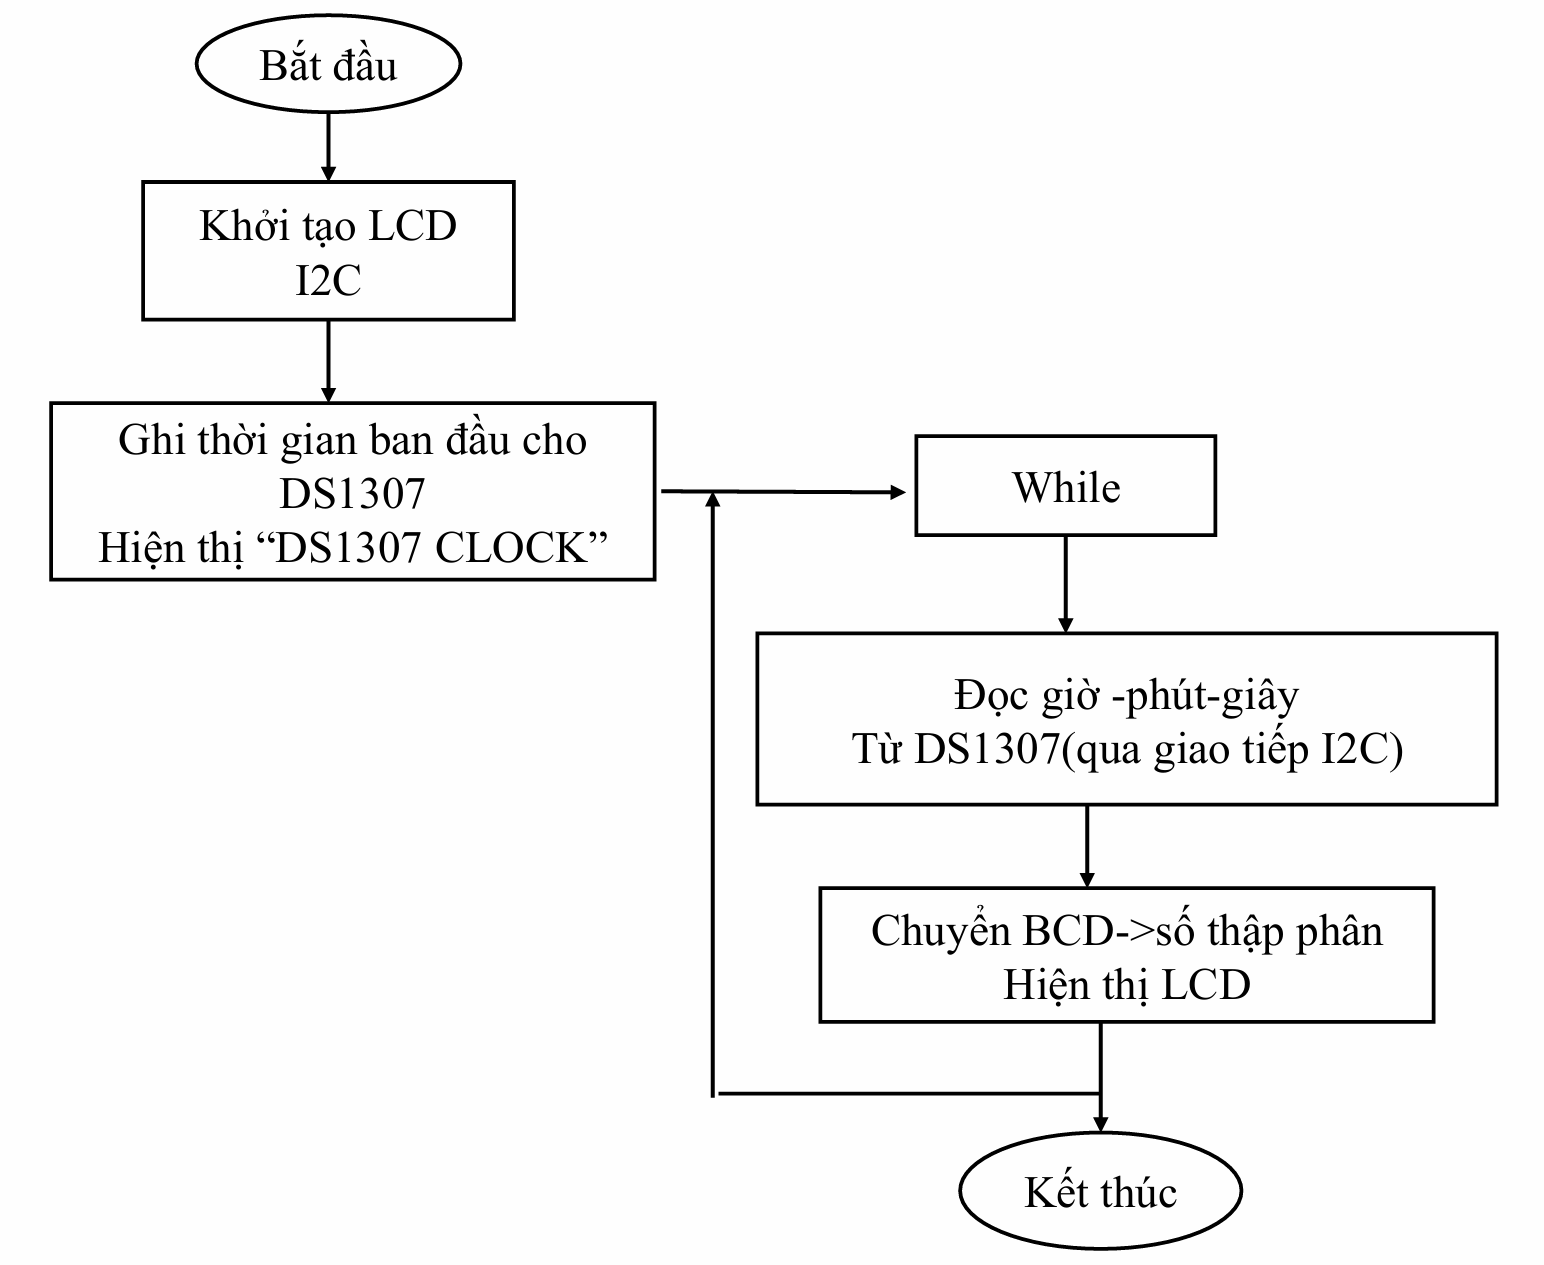 Bắt đầu
Khởi tạo LCD
I2C
Ghi thời gian ban đầu cho
DS1307
Hiện thị “DS1307 CLOCK”
While
Đọc giờ -phút-giây
Từ DS1307(qua giao tiếp I2C)
Chuyển BCD->số thập phân
Hiện thị LCD
Kết thúc